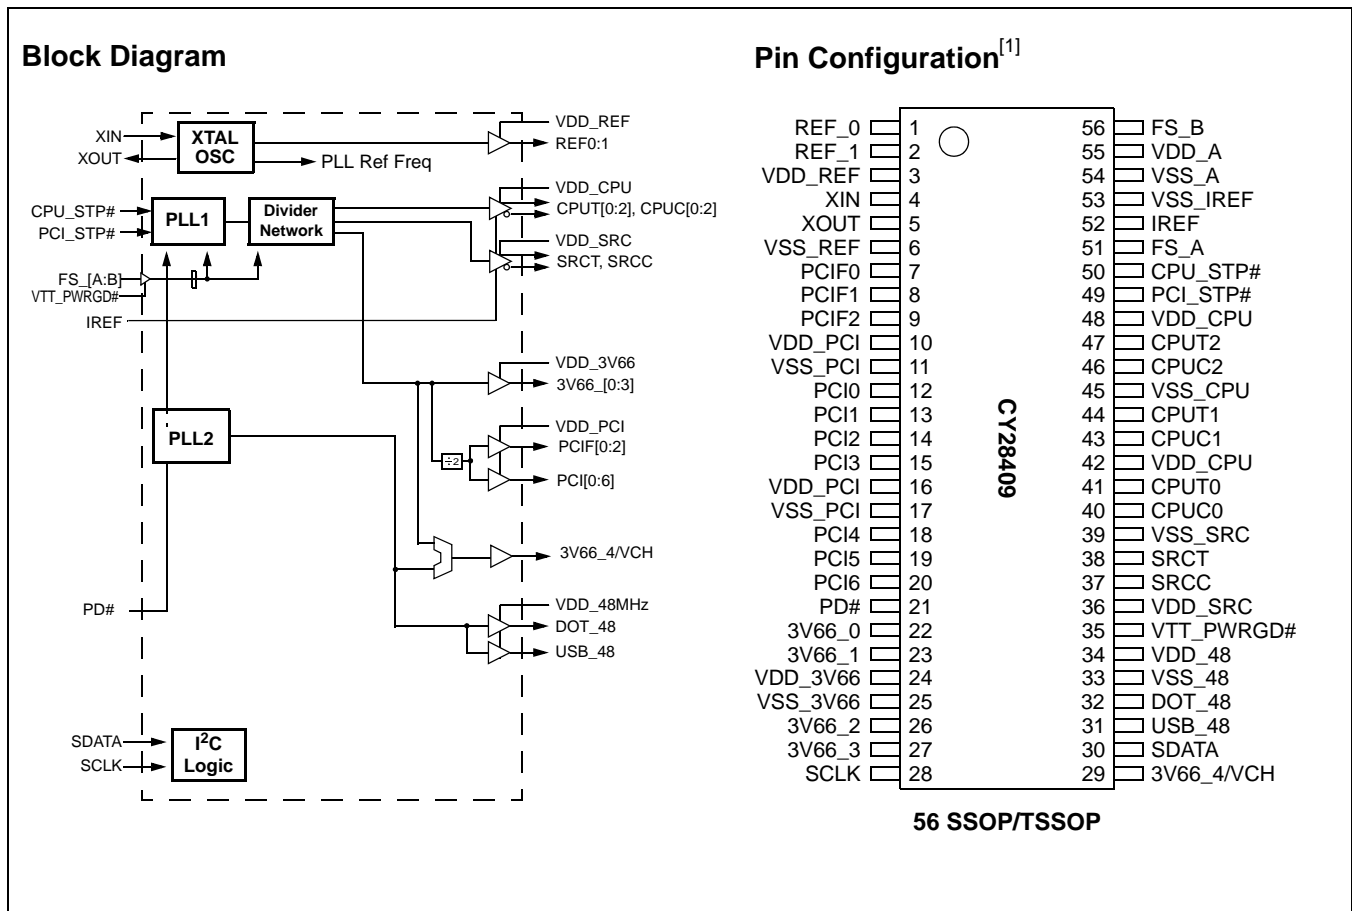 Block Diagram
XIN
XOUT
XTAL
OSC
VDD_REF
REF0:1
PLL Ref Freq
CPU_STP#
PCI_STP#
PLL1
Divider
Network
VDD_CPU
CPUT[0:2], CPUC[0:2]
VDD_SRC
SRCT, SRCC
FS_[A:B]
VTT_PWRGD#
IREF
VDD_3V66
3V66_[0:3]
PLL2
VDD_PCI
PCIF[0:2]
÷2
PCI[0:6]
3V66_4/VCH
PD#
VDD_48MHz
DOT_48
USB_48
SDATA
SCLK
I2C
Logic
Pin Configuration[1]
REF_0 1 56 FS_B
REF_1 2 55 VDD_A
VDD_REF 3 54 VSS_A
XIN 4 53 VSS_IREF
XOUT 5 52 IREF
VSS_REF 6 51 FS_A
PCIF0 7 50 CPU_STP#
PCIF1 8 49 PCI_STP#
PCIF2 9 48 VDD_CPU
VDD_PCI 10 47 CPUT2
VSS_PCI 11 46 CPUC2
PCI0 12 45 VSS_CPU
PCI1 13 44 CPUT1
PCI2 14 43 CPUC1
PCI3 15 42 VDD_CPU
VDD_PCI 16 41 CPUT0
VSS_PCI 17 40 CPUC0
PCI4 18 39 VSS_SRC
PCI5 19 38 SRCT
PCI6 20 37 SRCC
PD# 21 36 VDD_SRC
3V66_0 22 35 VTT_PWRGD#
3V66_1 23 34 VDD_48
VDD_3V66 24 33 VSS_48
VSS_3V66 25 32 DOT_48
3V66_2 26 31 USB_48
3V66_3 27 30 SDATA
SCLK 28 29 3V66_4/VCH
CY28409
56 SSOP/TSSOP